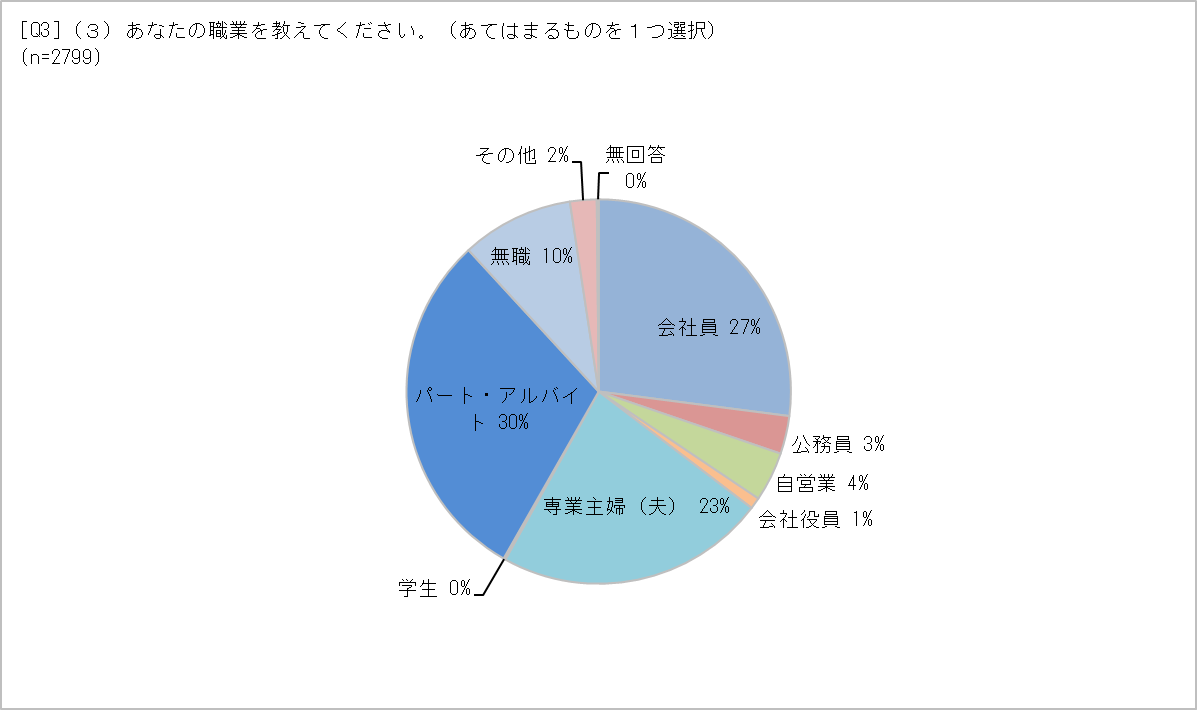 [Q3]（３）あなたの職業を教えてください。（あてはまるものを１つ選択）
(n=2799)
その他 2%
無回答
0%
無職 10%
会社員 27%
パート・アルバイ
ト 30%
公務員 3%
自営業 4%
専業主婦（夫） 23%
会社役員 1%
学生 0%